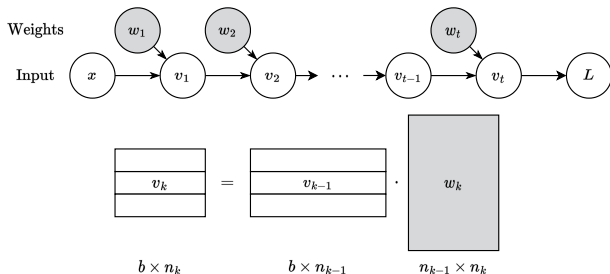 Weights w₁ w₂ wₜ
Input x v₁ v₂ ⋯ vₜ₋₁ vₜ L
vₖ = vₖ₋₁ · wₖ
b × nₖ b × nₖ₋₁ nₖ₋₁ × nₖ